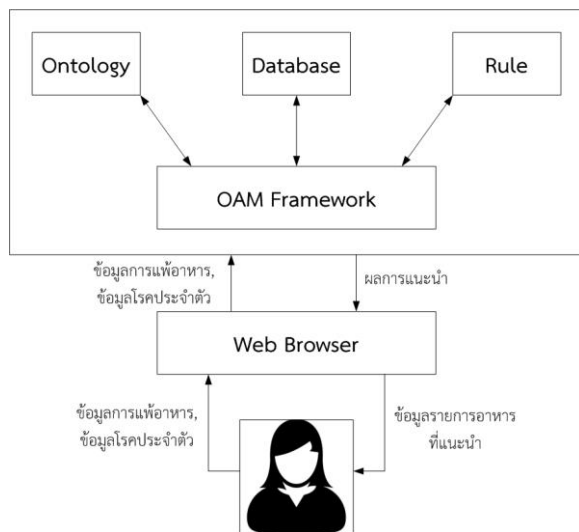 Ontology
Database
Rule
OAM Framework
ข้อมูลการแพ้อาหาร,
ข้อมูลโรคประจำตัว
ผลการแนะนำ
Web Browser
ข้อมูลการแพ้อาหาร,
ข้อมูลโรคประจำตัว
ข้อมูลรายการอาหาร
ที่แนะนำ